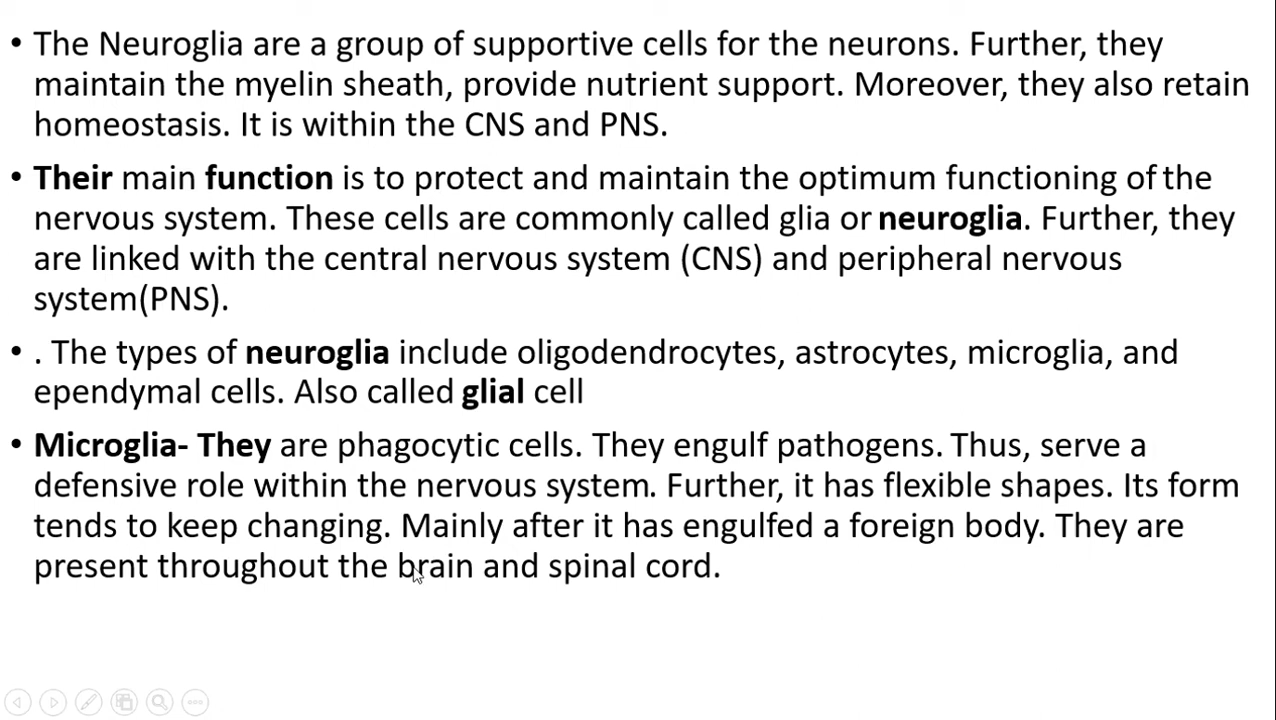 • The Neuroglia are a group of supportive cells for the neurons. Further, they
maintain the myelin sheath, provide nutrient support. Moreover, they also retain
homeostasis. It is within the CNS and PNS.
• Their main function is to protect and maintain the optimum functioning of the
nervous system. These cells are commonly called glia or neuroglia. Further, they
are linked with the central nervous system (CNS) and peripheral nervous
system(PNS).
• . The types of neuroglia include oligodendrocytes, astrocytes, microglia, and
ependymal cells. Also called glial cell
• Microglia- They are phagocytic cells. They engulf pathogens. Thus, serve a
defensive role within the nervous system. Further, it has flexible shapes. Its form
tends to keep changing. Mainly after it has engulfed a foreign body. They are
present throughout the brain and spinal cord.